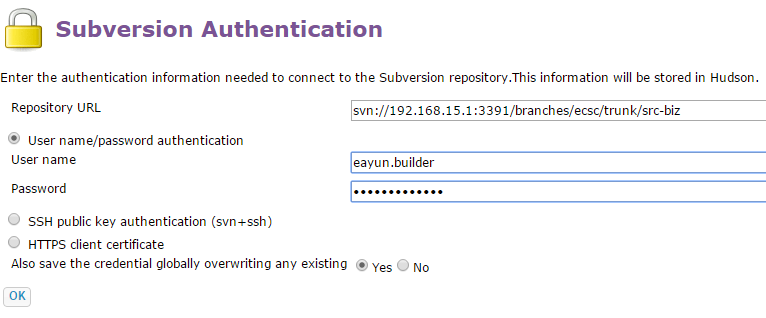 Subversion Authentication
Enter the authentication information needed to connect to the Subversion repository.This information will be stored in Hudson.
Repository URL svn://192.168.15.1:3391/branches/ecsc/trunk/src-biz
User name/password authentication
User name eayun.builder
Password •••••••••••••
SSH public key authentication (svn+ssh)
HTTPS client certificate
Also save the credential globally overwriting any existing Yes No
OK